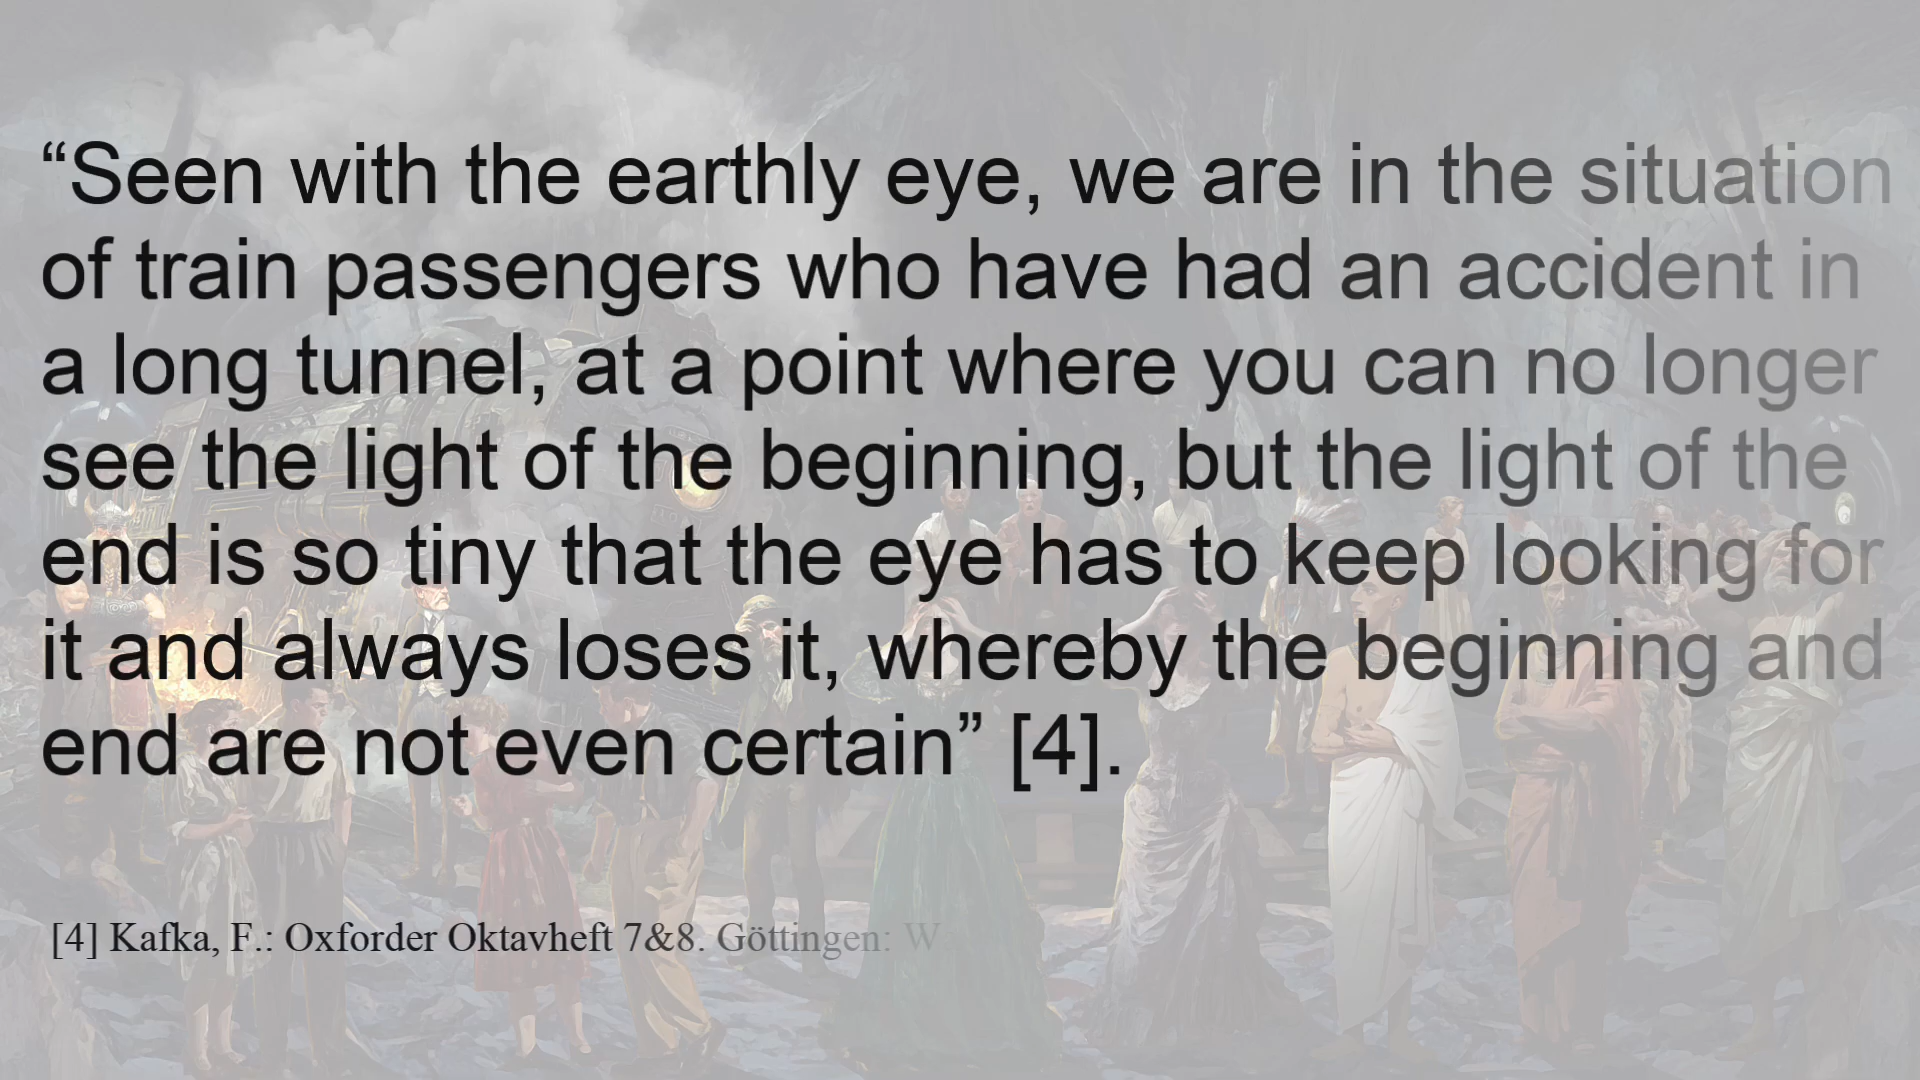 “Seen with the earthly eye, we are in the situation
of train passengers who have had an accident in
a long tunnel, at a point where you can no longer
see the light of the beginning, but the light of the
end is so tiny that the eye has to keep looking for
it and always loses it, whereby the beginning and
end are not even certain” [4].
[4] Kafka, F.: Oxforder Oktavheft 7&8. Göttingen: W